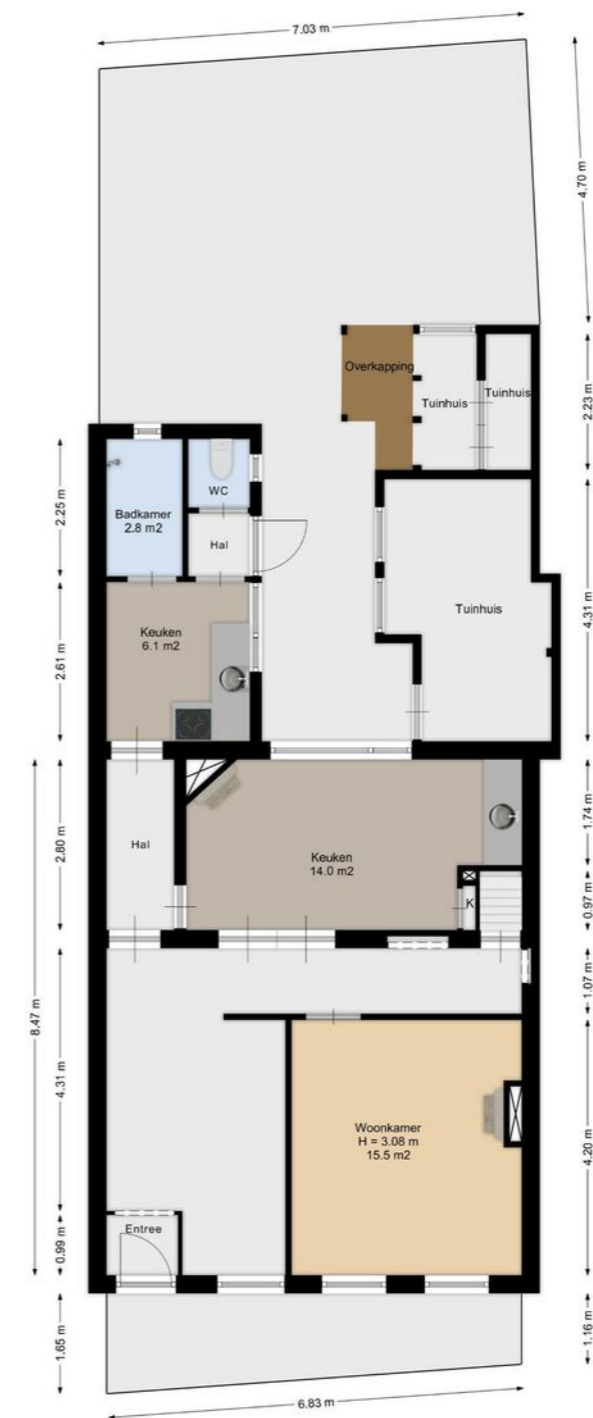 7.03 m
4.70 m
Overkapping
Tuinhuis
Tuinhuis
2.23 m
2.25 m
WC
Badkamer
2.8 m2
Hal
Tuinhuis
4.31 m
Keuken
6.1 m2
2.61 m
Hal
2.80 m
Keuken
14.0 m2
1.74 m
K
0.97 m
8.47 m
1.07 m
4.31 m
Woonkamer
H = 3.08 m
15.5 m2
4.20 m
Entree
0.99 m
1.65 m
1.16 m
6.83 m